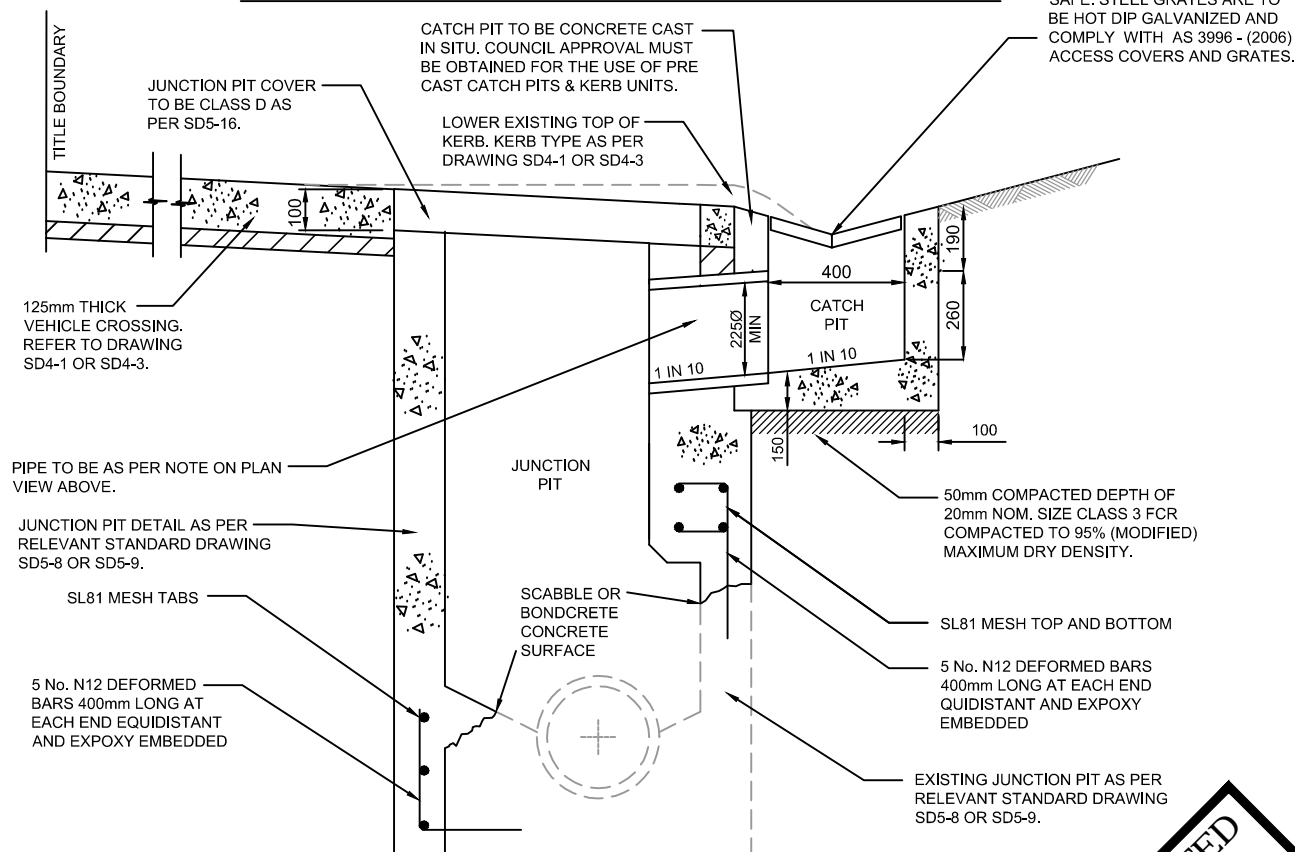 SAFE. STEEL GRATES ARE TO
BE HOT DIP GALVANIZED AND
COMPLY WITH AS 3996 - (2006)
ACCESS COVERS AND GRATES.
CATCH PIT TO BE CONCRETE CAST
IN SITU. COUNCIL APPROVAL MUST
BE OBTAINED FOR THE USE OF PRE
CAST CATCH PITS & KERB UNITS.
TITLE BOUNDARY
JUNCTION PIT COVER
TO BE CLASS D AS
PER SD5-16.
LOWER EXISTING TOP OF
KERB. KERB TYPE AS PER
DRAWING SD4-1 OR SD4-3
100
190
400
260
CATCH
PIT
225Ø
MIN
1 IN 10
1 IN 10
150
100
125mm THICK
VEHICLE CROSSING.
REFER TO DRAWING
SD4-1 OR SD4-3.
PIPE TO BE AS PER NOTE ON PLAN
VIEW ABOVE.
JUNCTION
PIT
JUNCTION PIT DETAIL AS PER
RELEVANT STANDARD DRAWING
SD5-8 OR SD5-9.
50mm COMPACTED DEPTH OF
20mm NOM. SIZE CLASS 3 FCR
COMPACTED TO 95% (MODIFIED)
MAXIMUM DRY DENSITY.
SL81 MESH TABS
SCABBLE OR
BONDCRETE
CONCRETE
SURFACE
SL81 MESH TOP AND BOTTOM
5 No. N12 DEFORMED
BARS 400mm LONG AT
EACH END EQUIDISTANT
AND EXPOXY EMBEDDED
5 No. N12 DEFORMED BARS
400mm LONG AT EACH END
QUIDISTANT AND EXPOXY
EMBEDDED
EXISTING JUNCTION PIT AS PER
RELEVANT STANDARD DRAWING
SD5-8 OR SD5-9.